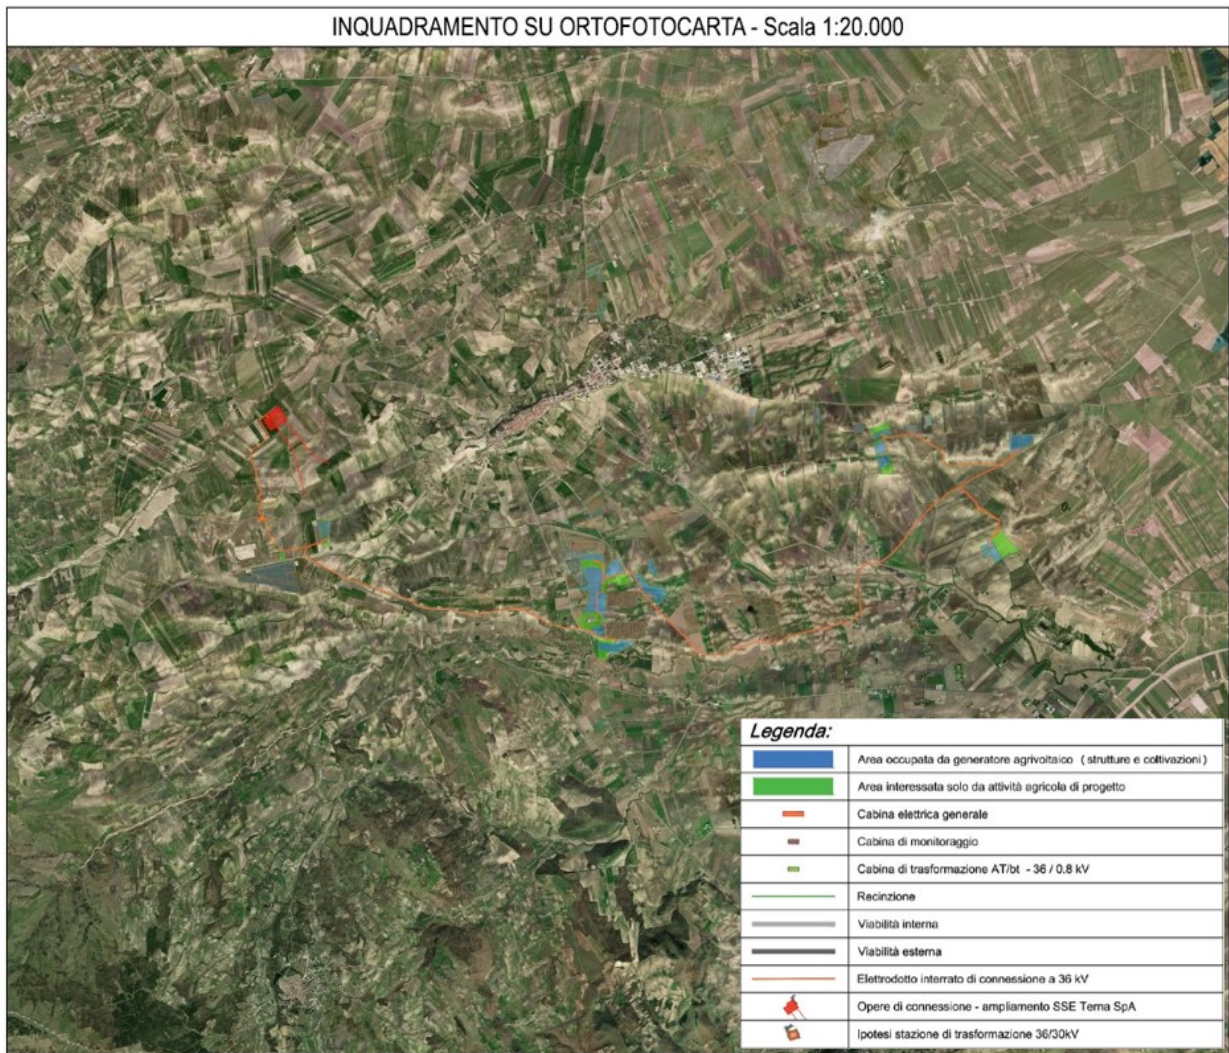 INQUADRAMENTO SU ORTOFOTOCARTA - Scala 1:20.000
Legenda:
Area occupata da generatore agrivoltaico ( strutture e coltivazioni )
Area interessata solo da attività agricola di progetto
Cabina elettrica generale
Cabina di monitoraggio
Cabina di trasformazione AT/bt - 36 / 0.8 kV
Recinzione
Viabilità interna
Viabilità esterna
Elettrodotto interrato di connessione a 36 kV
Opere di connessione - ampliamento SSE Terna SpA
Ipotesi stazione di trasformazione 36/30kV